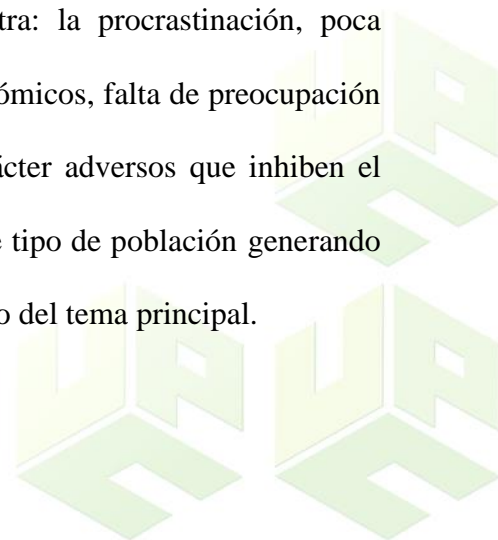 tra: la procrastinación, poca
ómicos, falta de preocupación
ácter adversos que inhiben el
e tipo de población generando
o del tema principal.